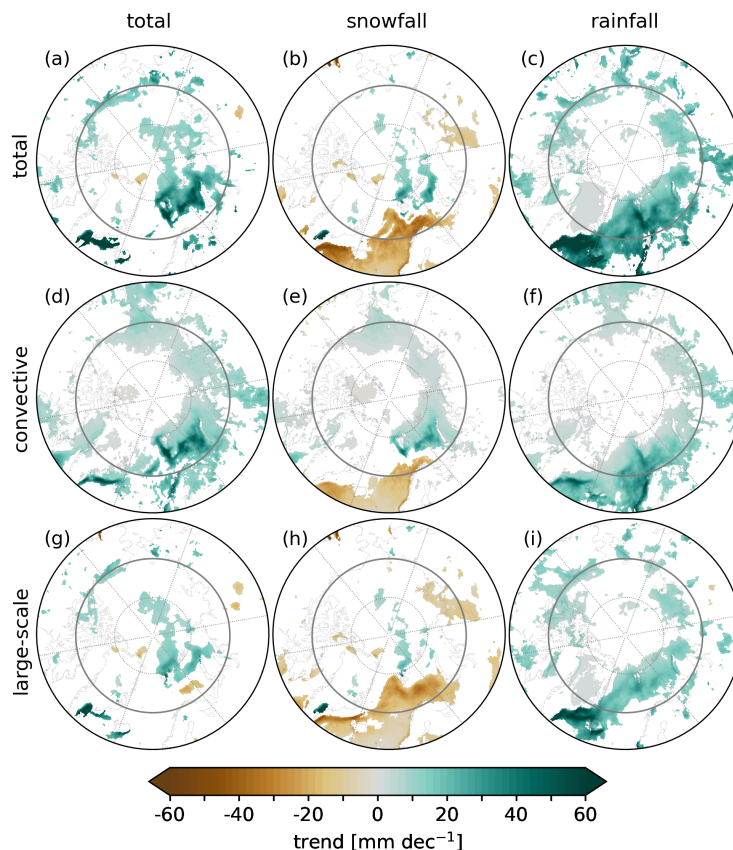 total snowfall rainfall
(a) (b) (c)
total
(d) (e) (f)
convective
(g) (h) (i)
large-scale
-60 -40 -20 0 20 40 60
trend [mm dec⁻¹]